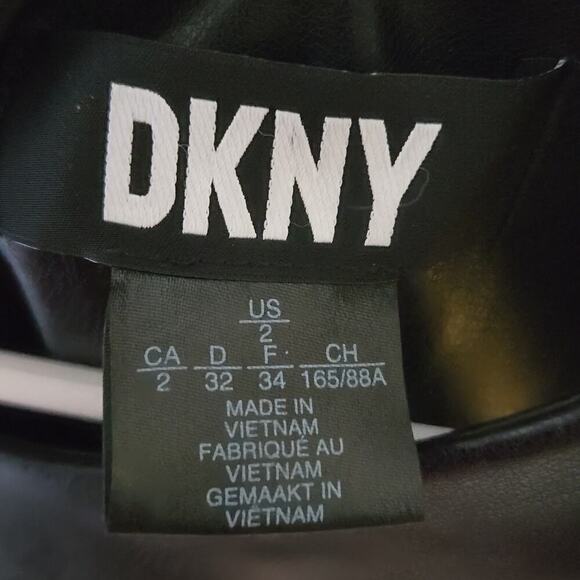 DKNY
US
2
CA D F CH
2 32 34 165/88A
MADE IN
VIETNAM
FABRIQUÉ AU
VIETNAM
GEMAAKT IN
VIETNAM